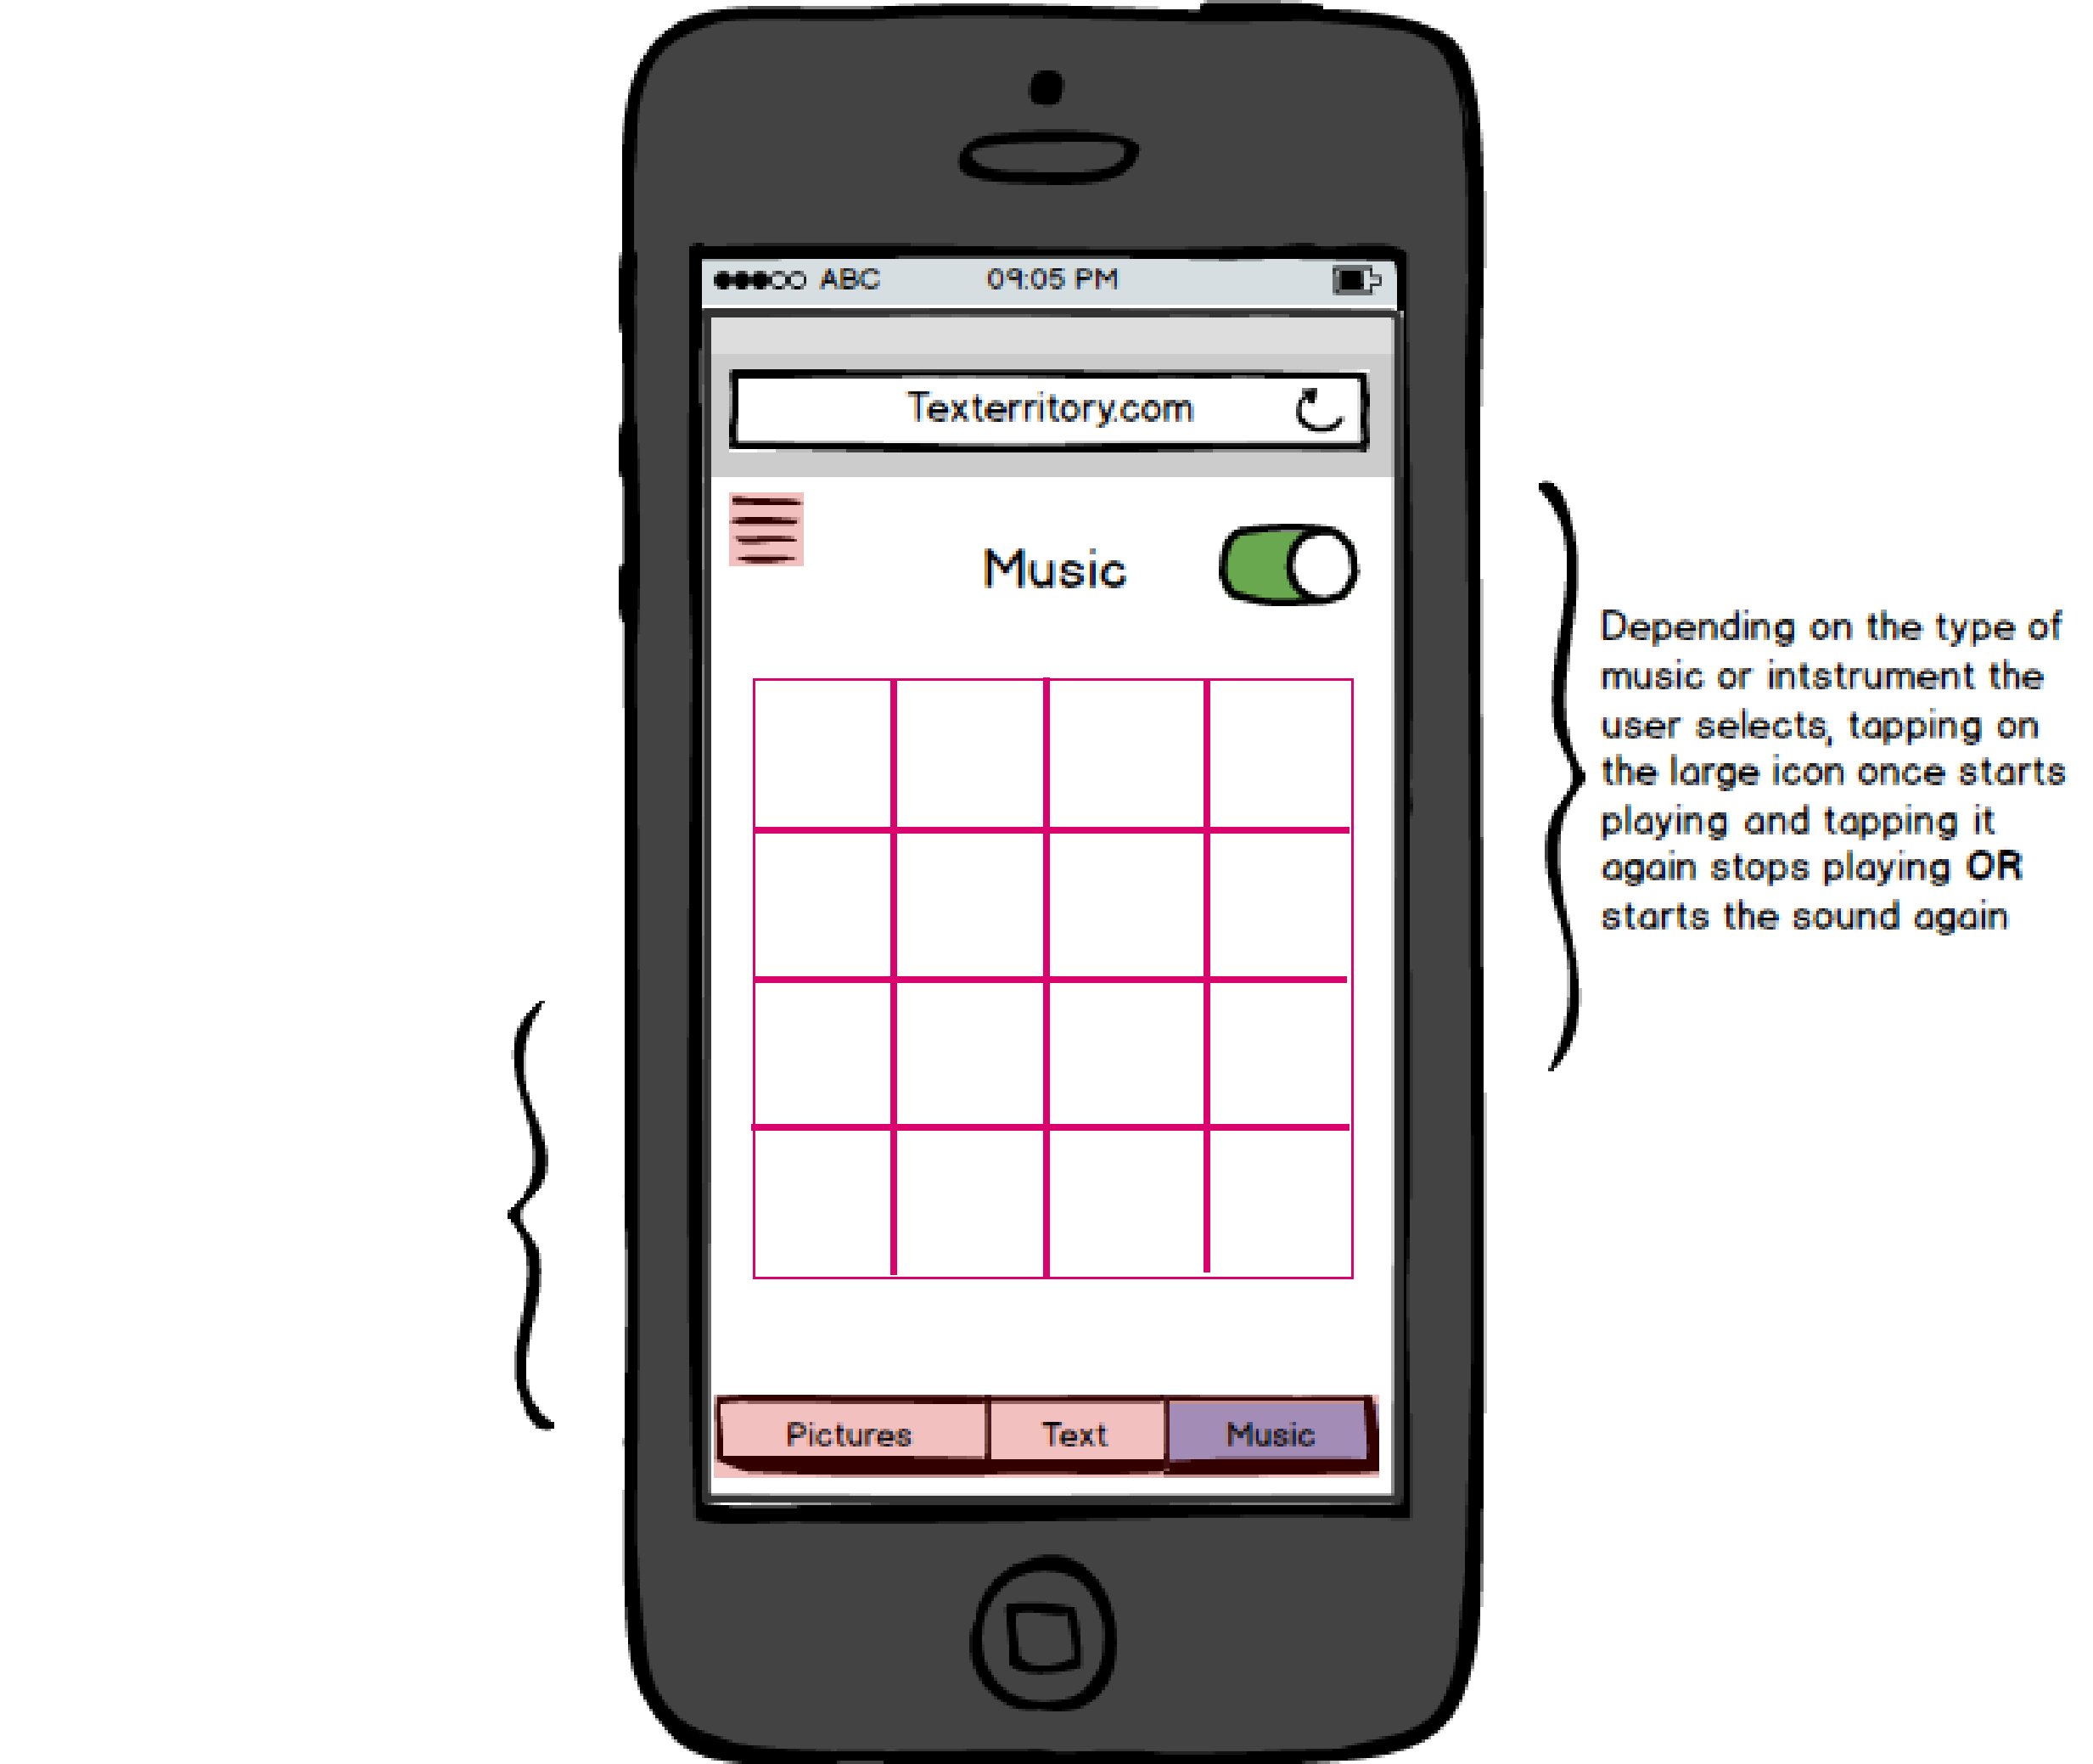 ABC 09:05 PM
Texterritory.com
Music
Depending on the type of
music or intstrument the
user selects, tapping on
the large icon once starts
playing and tapping it
again stops playing OR
starts the sound again
Pictures Text Music